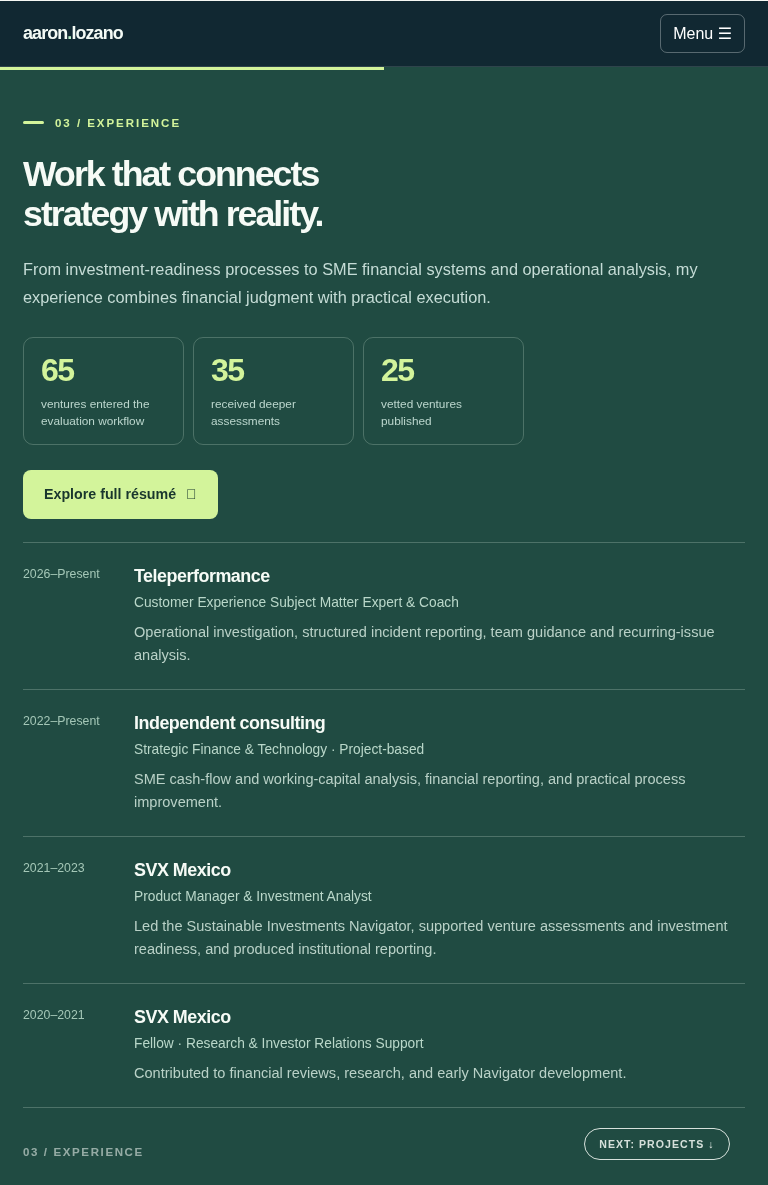 aaron.lozano
Menu ☰
03 / EXPERIENCE
Work that connects
strategy with reality.
From investment-readiness processes to SME financial systems and operational analysis, my
experience combines financial judgment with practical execution.
65
ventures entered the
evaluation workflow
35
received deeper
assessments
25
vetted ventures
published
Explore full résumé
2026–Present
Teleperformance
Customer Experience Subject Matter Expert & Coach
Operational investigation, structured incident reporting, team guidance and recurring-issue
analysis.
2022–Present
Independent consulting
Strategic Finance & Technology · Project-based
SME cash-flow and working-capital analysis, financial reporting, and practical process
improvement.
2021–2023
SVX Mexico
Product Manager & Investment Analyst
Led the Sustainable Investments Navigator, supported venture assessments and investment
readiness, and produced institutional reporting.
2020–2021
SVX Mexico
Fellow · Research & Investor Relations Support
Contributed to financial reviews, research, and early Navigator development.
03 / EXPERIENCE
NEXT: PROJECTS ↓